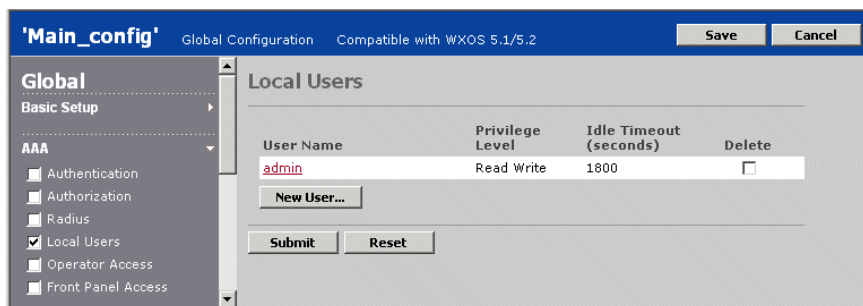 'Main_config' Global Configuration Compatible with WXOS 5.1/5.2 Save Cancel
Global
Basic Setup
AAA
Authentication
Authorization
Radius
Local Users
Operator Access
Front Panel Access
Local Users
User Name Privilege Level Idle Timeout (seconds) Delete
admin Read Write 1800
New User...
Submit Reset